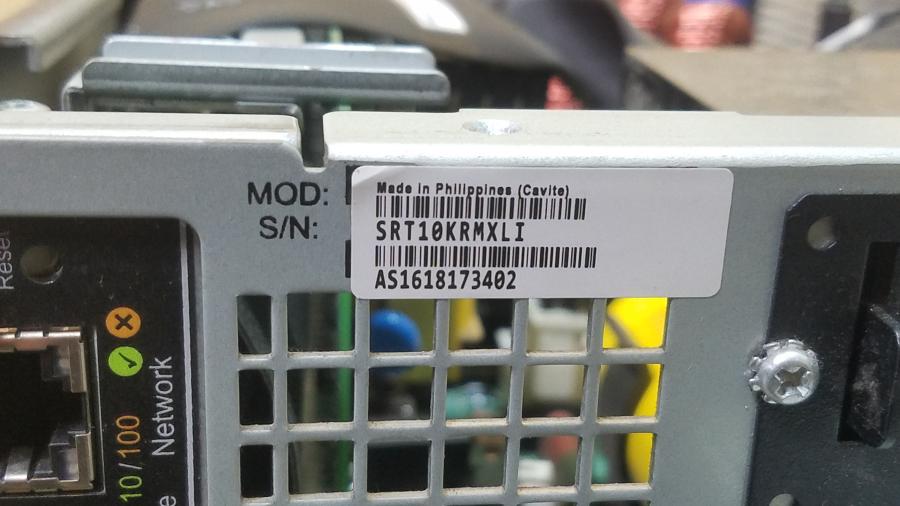 MOD:
S/N:
Made in Philippines (Cavite)
SRT10KRMXLI
AS1618173402
Reset
10/100
Network